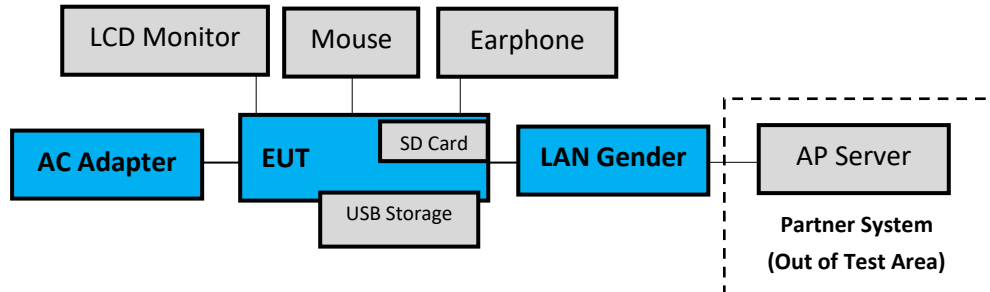 LCD Monitor
Mouse
Earphone
AC Adapter
EUT
SD Card
LAN Gender
AP Server
USB Storage
Partner System
(Out of Test Area)